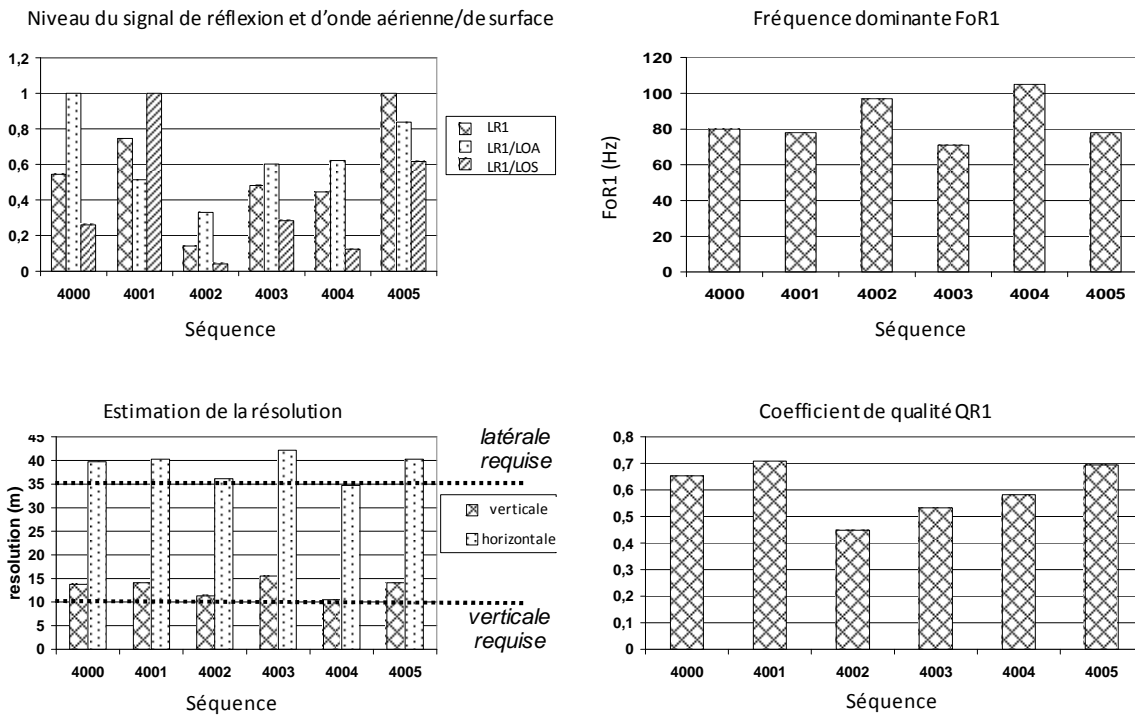 Niveau du signal de réflexion et d'onde aérienne/de surface
1,2
1
0,8
0,6
0,4
0,2
0
4000 4001 4002 4003 4004 4005
Séquence
LR1
LR1/LOA
LR1/LOS
Fréquence dominante FoR1
FoR1 (Hz)
120
100
80
60
40
20
0
4000 4001 4002 4003 4004 4005
Séquence
Estimation de la résolution
resolution (m)
45
40
35
30
25
20
15
10
5
0
4000 4001 4002 4003 4004 4005
Séquence
latérale
requise
verticale
horizontale
verticale
requise
Coefficient de qualité QR1
0,8
0,7
0,6
0,5
0,4
0,3
0,2
0,1
0
4000 4001 4002 4003 4004 4005
Séquence